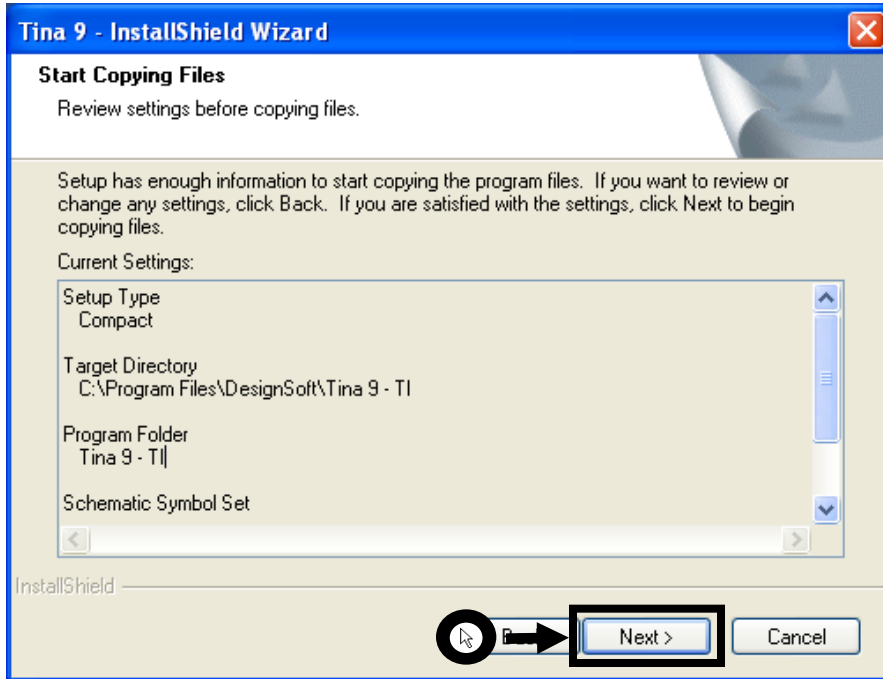 Tina 9 - InstallShield Wizard
Start Copying Files
Review settings before copying files.
Setup has enough information to start copying the program files.  If you want to review or
change any settings, click Back.  If you are satisfied with the settings, click Next to begin
copying files.
Current Settings:
Setup Type
Compact
Target Directory
C:\Program Files\DesignSoft\Tina 9 - TI
Program Folder
Tina 9 - TI
Schematic Symbol Set
InstallShield
Next >
Cancel